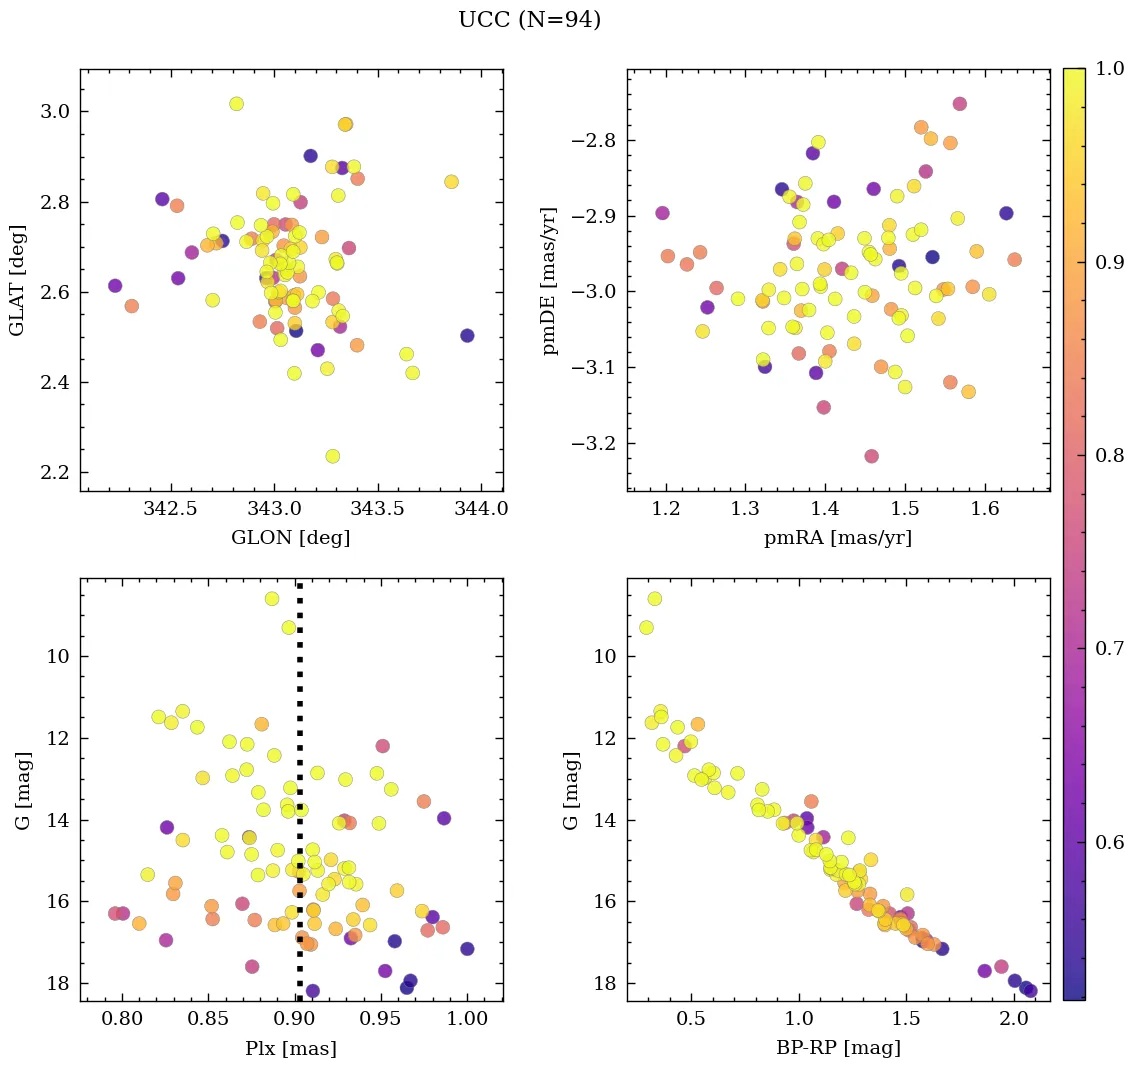 UCC (N=94)
3.0
2.8
2.6
2.4
2.2
GLAT [deg]
342.5 343.0 343.5 344.0
GLON [deg]
−2.8
−2.9
−3.0
−3.1
−3.2
pmDE [mas/yr]
1.2 1.3 1.4 1.5 1.6
pmRA [mas/yr]
1.0
0.9
0.8
0.7
0.6
10
12
14
16
18
G [mag]
0.80 0.85 0.90 0.95 1.00
Plx [mas]
10
12
14
16
18
G [mag]
0.5 1.0 1.5 2.0
BP-RP [mag]